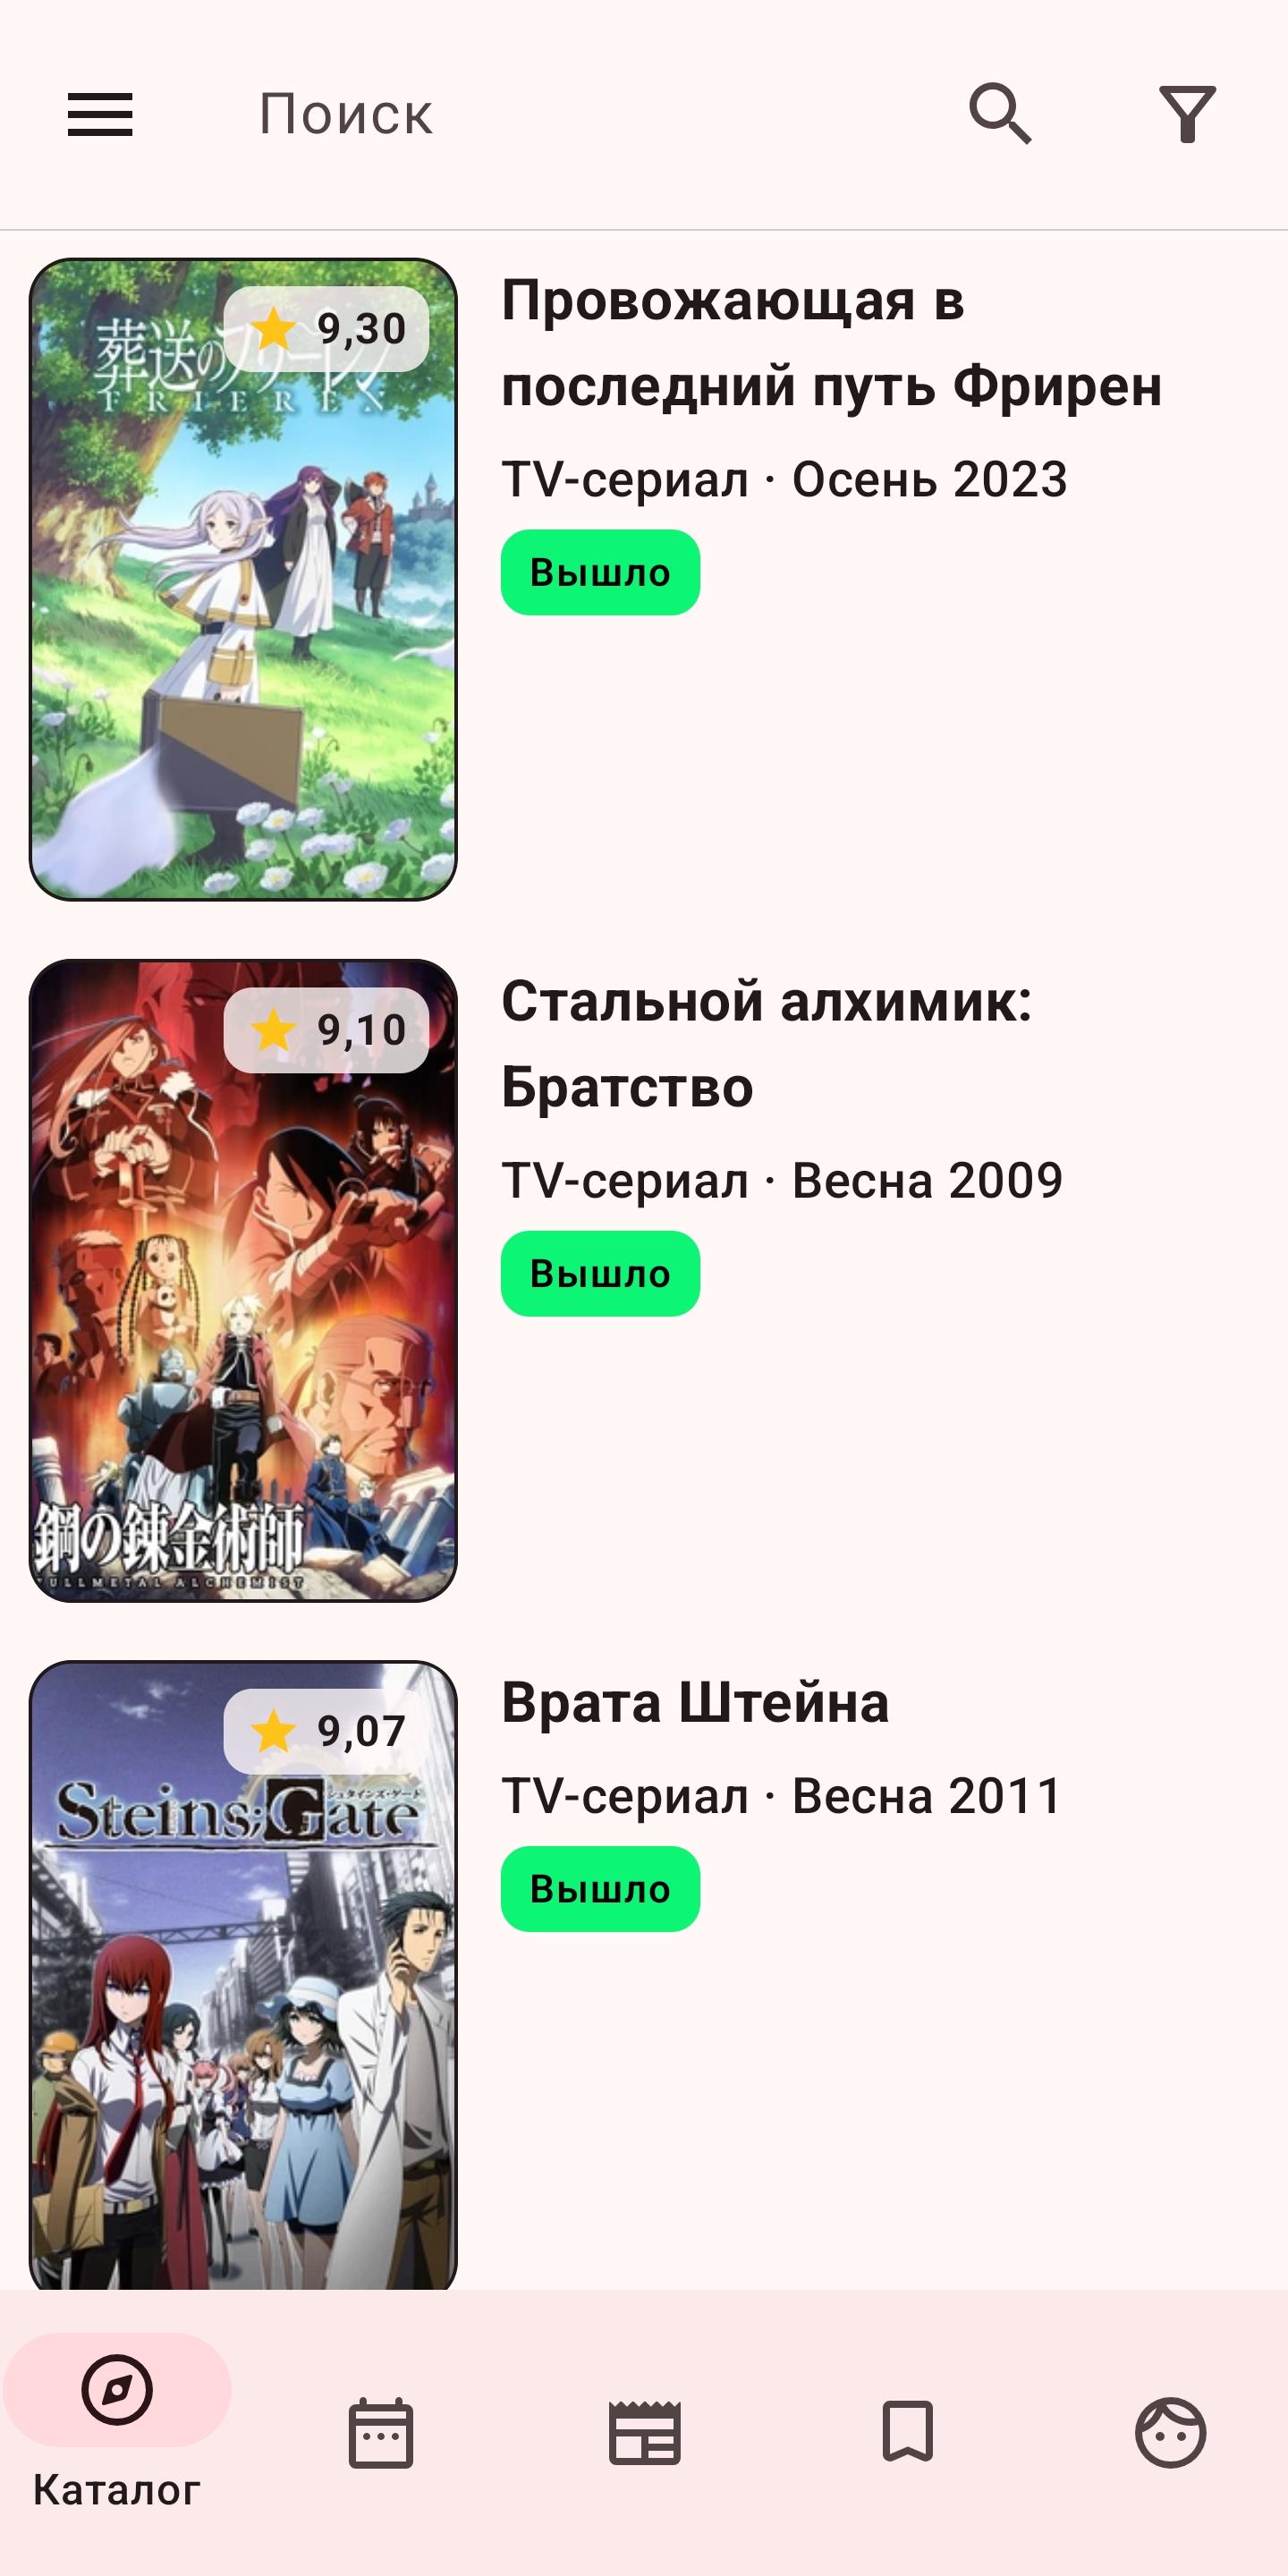 Поиск
9,30
葬送のフリーレン
FRIEREN
Провожающая в
последний путь Фрирен
TV-сериал · Осень 2023
Вышло
9,10
Стальной алхимик:
Братство
TV-сериал · Весна 2009
Вышло
鋼の錬金術師
FULLMETAL ALCHEMIST
9,07
シュタインズ・ゲート
Steins;Gate
Врата Штейна
TV-сериал · Весна 2011
Вышло
Каталог